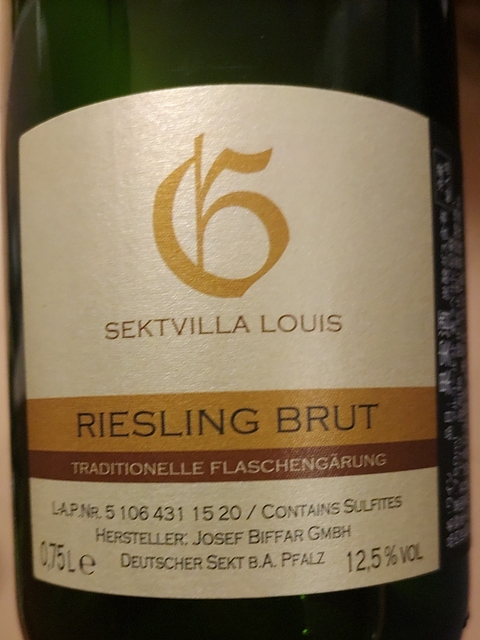 G
SEKTVILLA LOUIS
RIESLING BRUT
TRADITIONELLE FLASCHENGÄRUNG
L-A.P.NR. 5 106 431 15 20 / CONTAINS SULFITES
HERSTELLER: JOSEF BIFFAR GMBH
0,75 L e DEUTSCHER SEKT B.A. PFALZ 12,5 % VOL